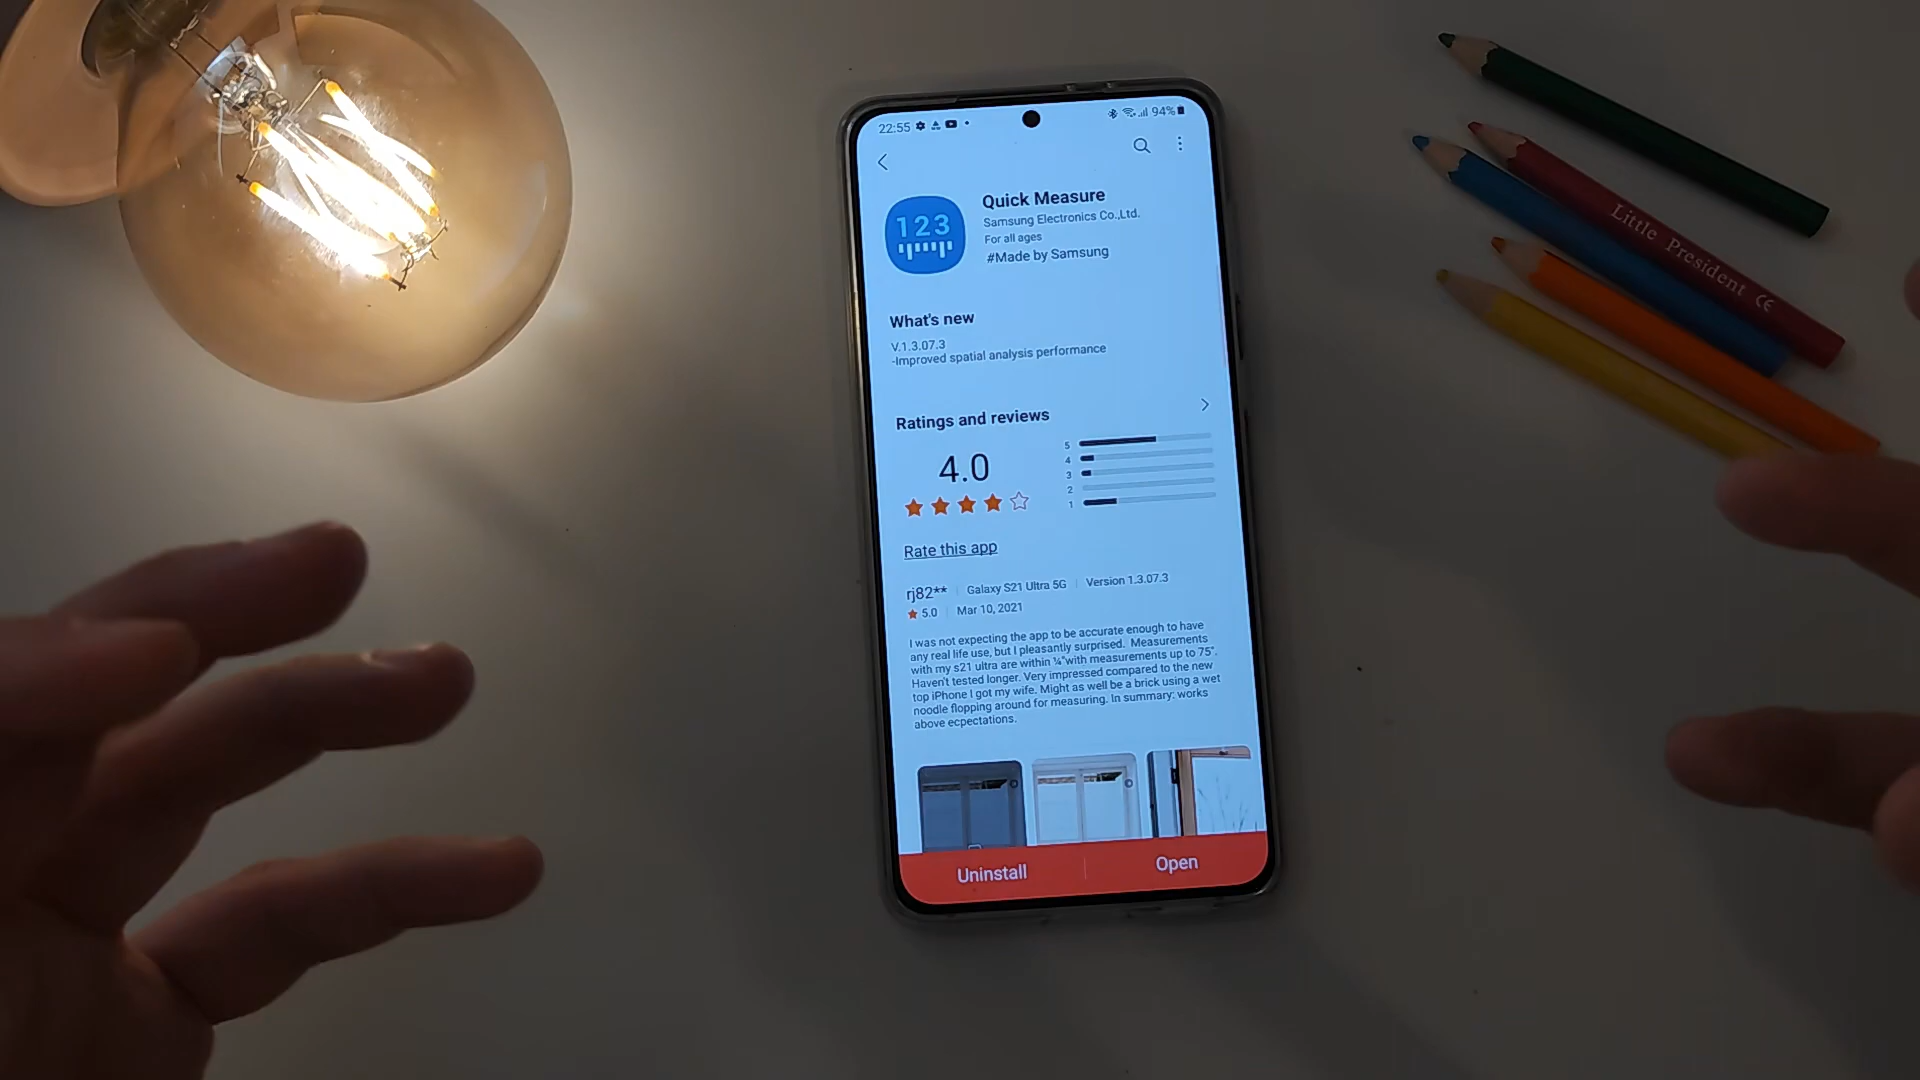 22:55
94%
Quick Measure
Samsung Electronics Co.,Ltd.
For all ages
#Made by Samsung
123
What's new
V.1.3.07.3
-Improved spatial analysis performance
Ratings and reviews
4.0
5
4
3
2
1
Rate this app
rj82** Galaxy S21 Ultra 5G Version 1.3.07.3
5.0 Mar 10, 2021
I was not expecting the app to be accurate enough to have
any real life use, but I pleasantly surprised. Measurements
with my s21 ultra are within ¼"with measurements up to 75".
Haven't tested longer. Very impressed compared to the new
top iPhone I got my wife. Might as well be a brick using a wet
noodle flopping around for measuring. In summary: works
above ecpectations.
Uninstall
Open
Little President CE